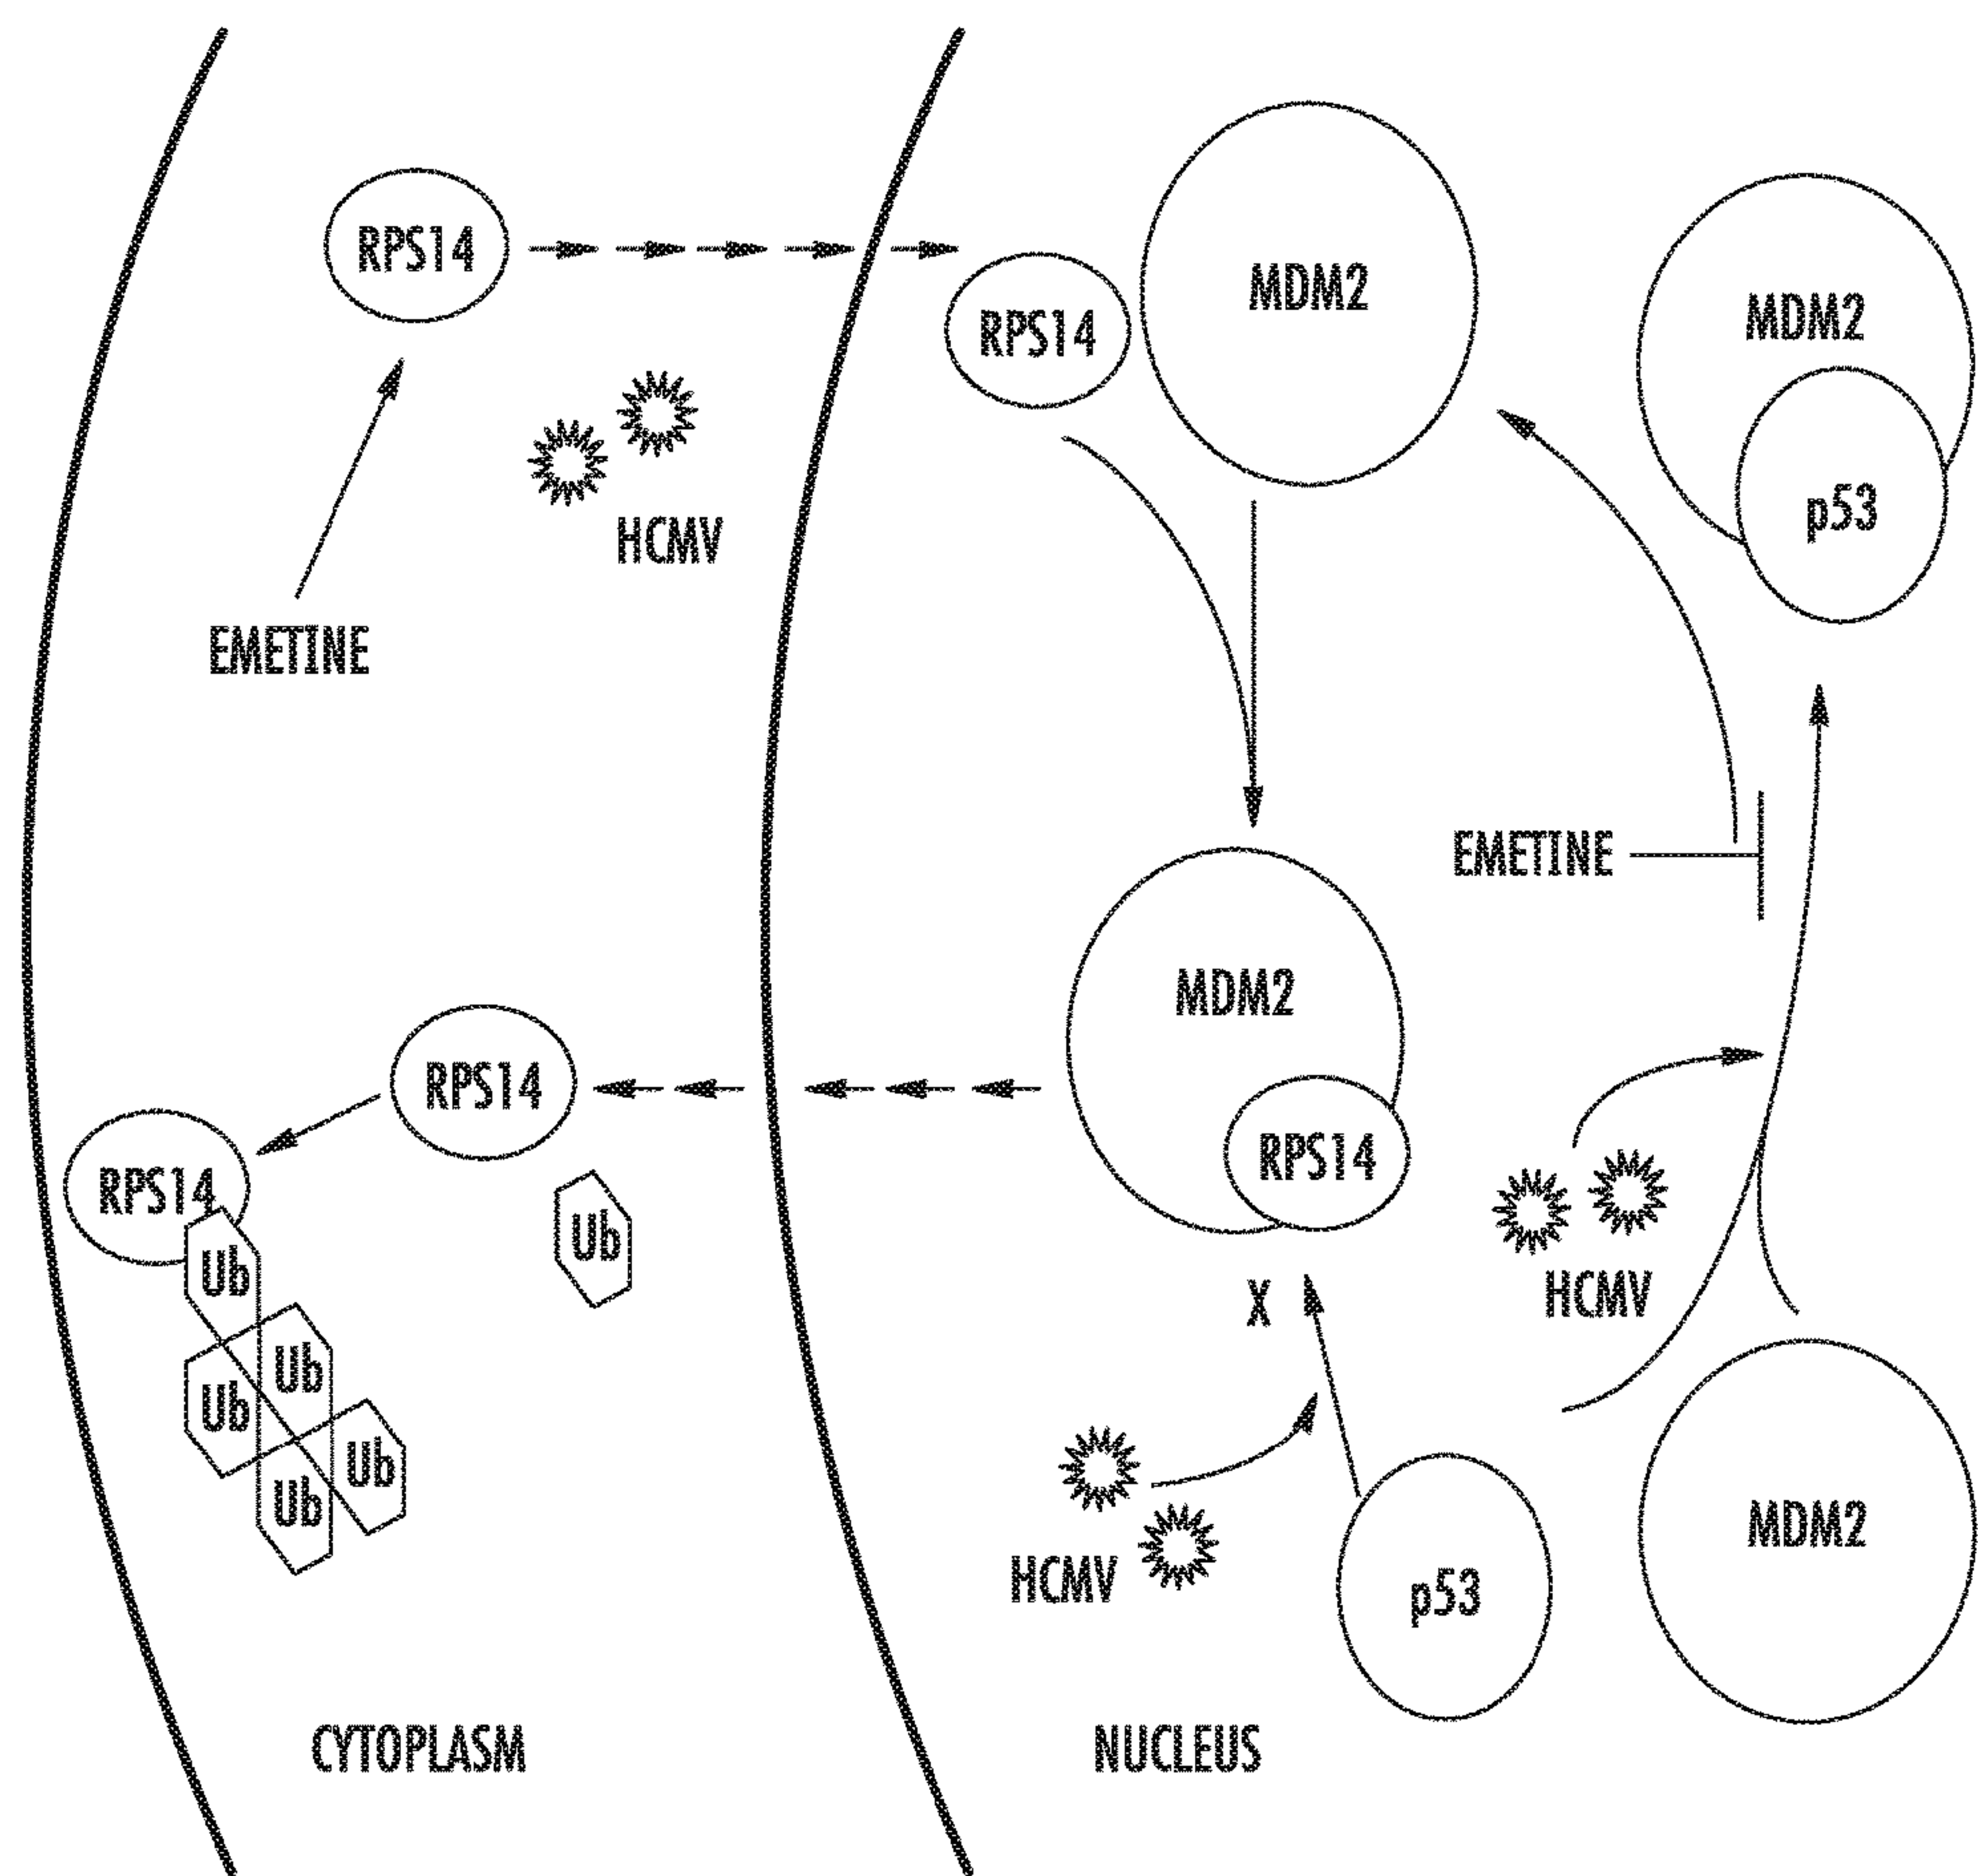 RPS14
RPS14
MDM2
MDM2
p53
HCMV
EMETINE
EMETINE
MDM2
RPS14
RPS14
RPS14
Ub
Ub
Ub
Ub
Ub
Ub
X
HCMV
HCMV
p53
MDM2
CYTOPLASM
NUCLEUS